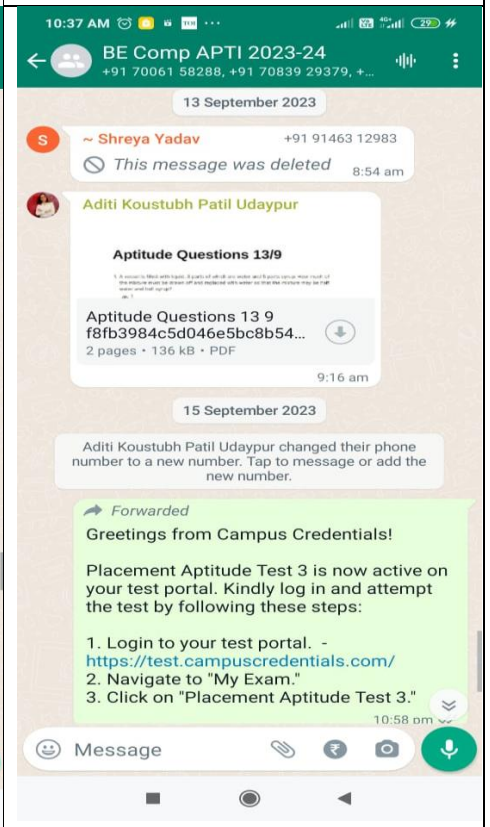 10:37 AM
29
BE Comp APTI 2023-24
+91 70061 58288, +91 70839 29379, +...
13 September 2023
S
~ Shreya Yadav +91 91463 12983
This message was deleted 8:54 am
Aditi Koustubh Patil Udaypur
Aptitude Questions 13/9
Aptitude Questions 13 9
f8fb3984c5d046e5bc8b54...
2 pages • 136 kB • PDF
9:16 am
15 September 2023
Aditi Koustubh Patil Udaypur changed their phone
number to a new number. Tap to message or add the
new number.
Forwarded
Greetings from Campus Credentials!
Placement Aptitude Test 3 is now active on
your test portal. Kindly log in and attempt
the test by following these steps:
1. Login to your test portal. -
https://test.campuscredentials.com/
2. Navigate to "My Exam."
3. Click on "Placement Aptitude Test 3."
10:58 pm
Message